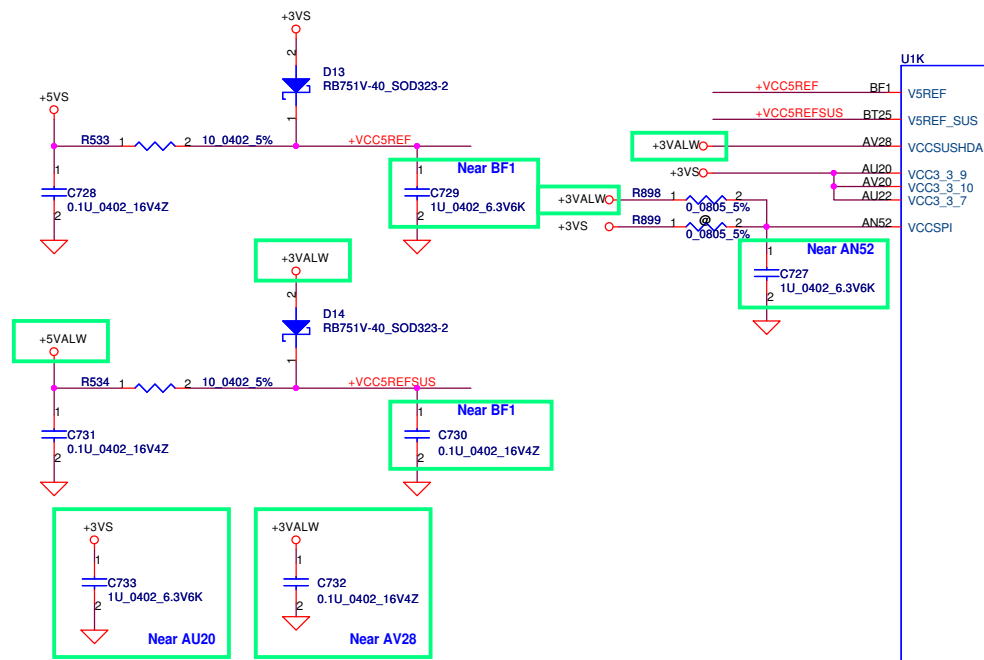 +3VS
2
D13
RB751V-40_SOD323-2
1
+5VS
R533 1 2 10_0402_5% +VCC5REF
1
C728
0.1U_0402_16V4Z
2
Near BF1
1
C729
1U_0402_6.3V6K
2
U1K
+VCC5REF BF1 V5REF
+VCC5REFSUS BT25 V5REF_SUS
+3VALW AV28 VCCSUSHDA
+3VS AU20 VCC3_3_9
AV20 VCC3_3_10
AU22 VCC3_3_7
+3VALW R898 1 2 0_0805_5%
+3VS R899 1 @ 2 0_0805_5% AN52 VCCSPI
Near AN52
1
C727
1U_0402_6.3V6K
2
+3VALW
2
D14
RB751V-40_SOD323-2
1
+5VALW
R534 1 2 10_0402_5% +VCC5REFSUS
1
C731
0.1U_0402_16V4Z
2
Near BF1
1
C730
0.1U_0402_16V4Z
2
+3VS
1
C733
1U_0402_6.3V6K
2
Near AU20
+3VALW
1
C732
0.1U_0402_16V4Z
2
Near AV28